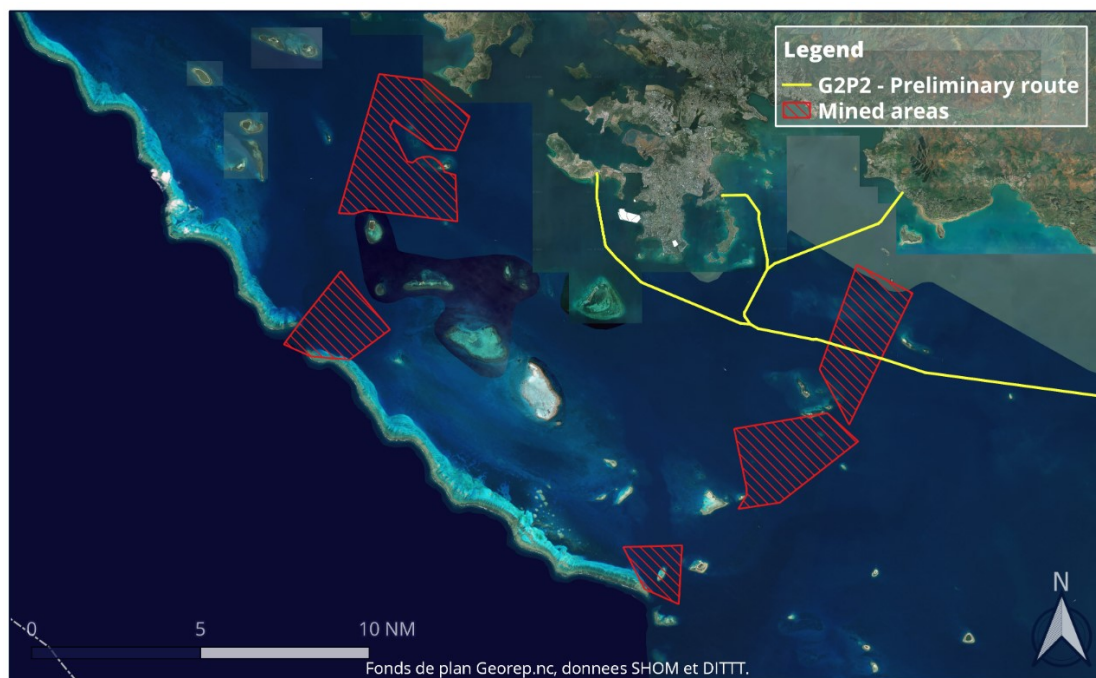 Legend
G2P2 - Preliminary route
Mined areas
N
0 5 10 NM
Fonds de plan Georep.nc, donnees SHOM et DITTT.